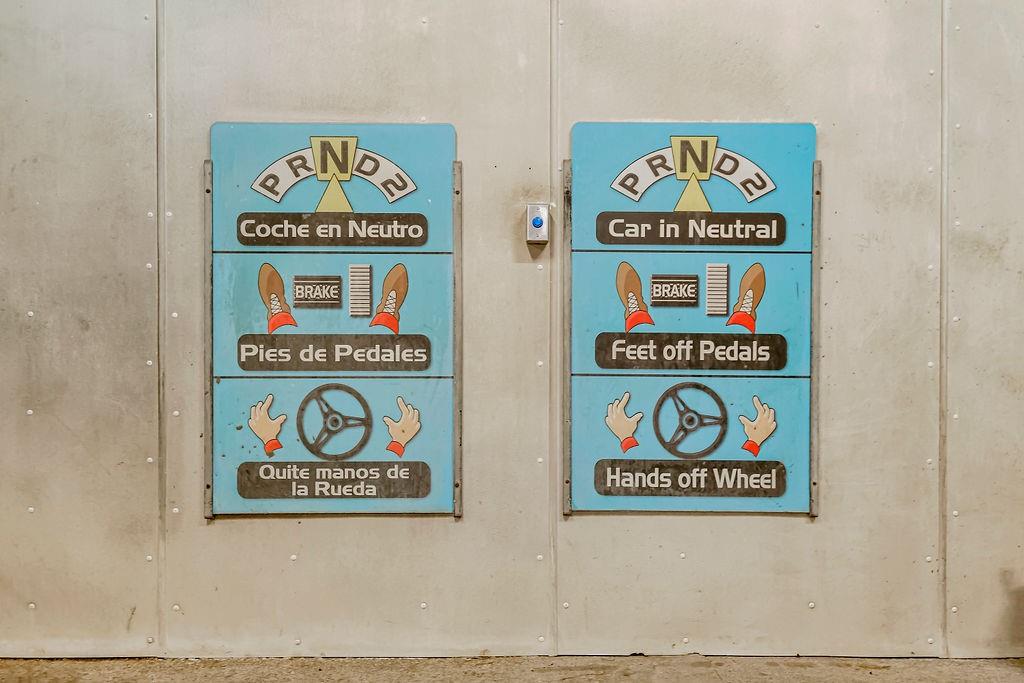 PRND2
Coche en Neutro
BRAKE
Pies de Pedales
Quite manos de
la Rueda
PRND2
Car in Neutral
BRAKE
Feet off Pedals
Hands off Wheel